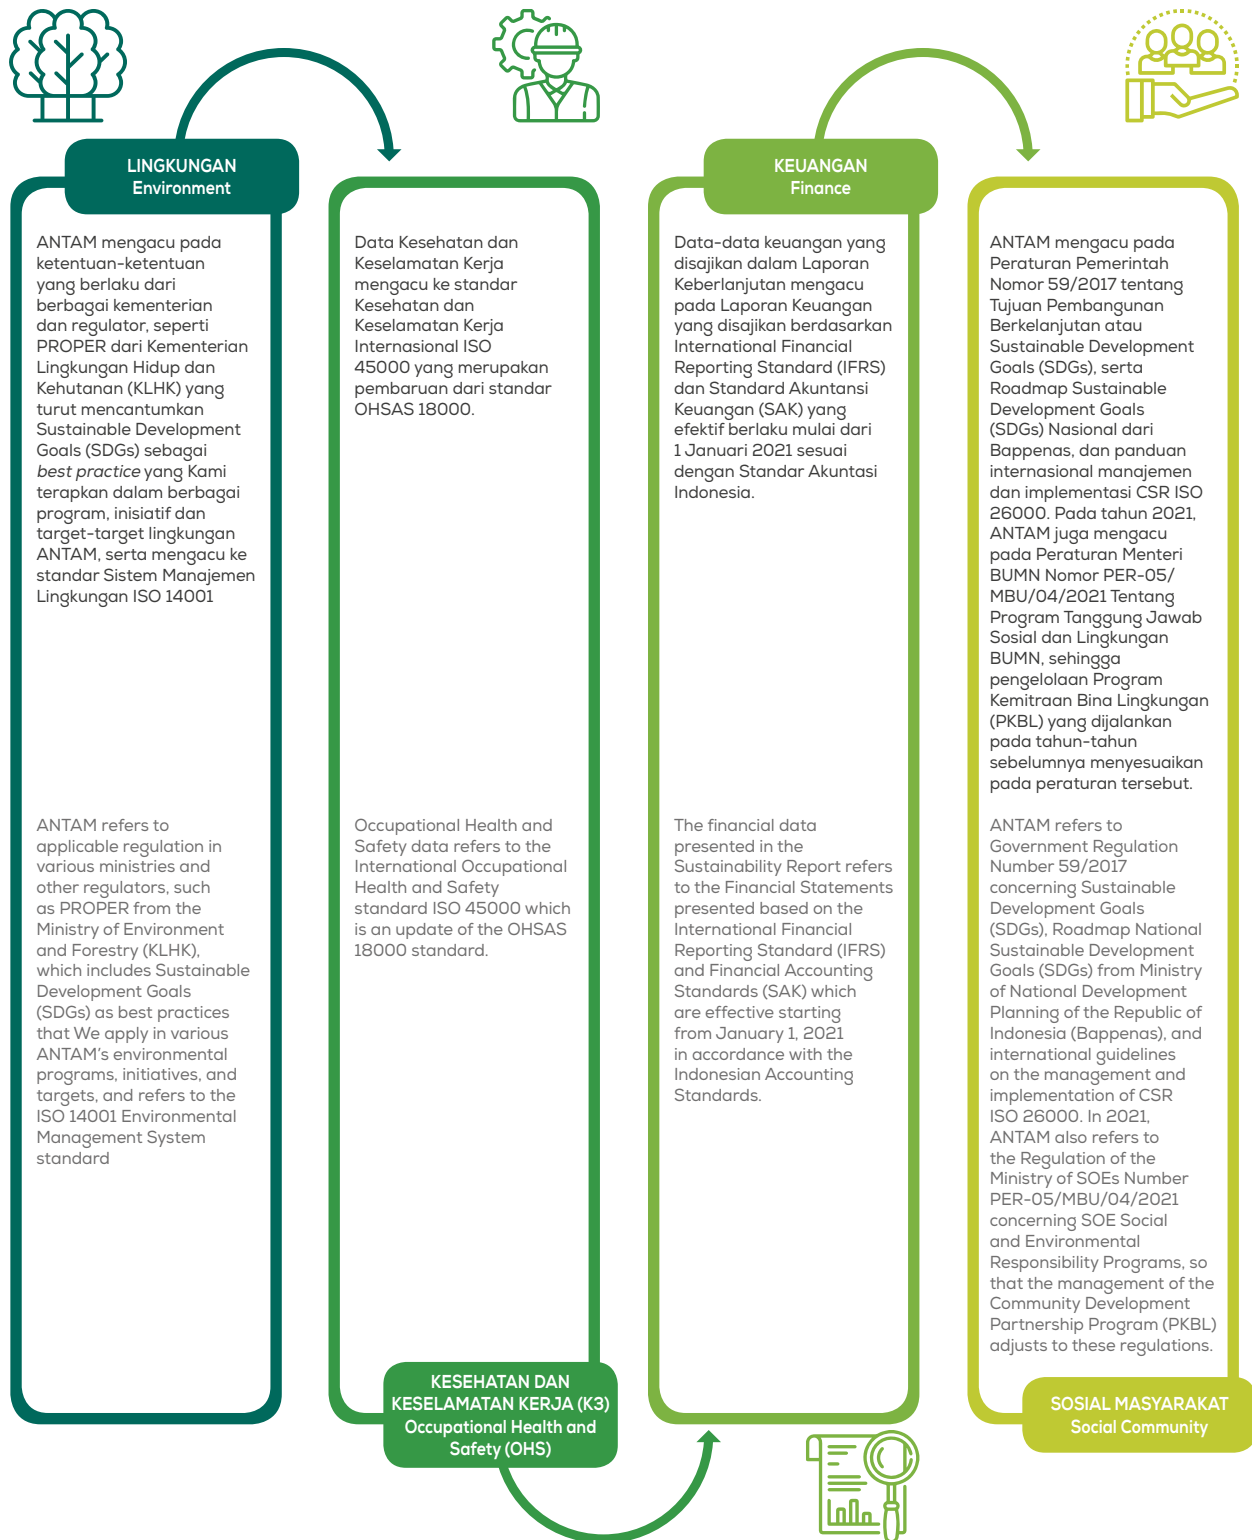 LINGKUNGAN
Environment
ANTAM mengacu pada
ketentuan-ketentuan
yang berlaku dari
berbagai kementerian
dan regulator, seperti
PROPER dari Kementerian
Lingkungan Hidup dan
Kehutanan (KLHK) yang
turut mencantumkan
Sustainable Development
Goals (SDGs) sebagai
best practice yang Kami
terapkan dalam berbagai
program, inisiatif dan
target-target lingkungan
ANTAM, serta mengacu ke
standar Sistem Manajemen
Lingkungan ISO 14001
ANTAM refers to
applicable regulation in
various ministries and
other regulators, such
as PROPER from the
Ministry of Environment
and Forestry (KLHK),
which includes Sustainable
Development Goals
(SDGs) as best practices
that We apply in various
ANTAM's environmental
programs, initiatives, and
targets, and refers to the
ISO 14001 Environmental
Management System
standard
Data Kesehatan dan
Keselamatan Kerja
mengacu ke standar
Kesehatan dan
Keselamatan Kerja
Internasional ISO
45000 yang merupakan
pembaruan dari standar
OHSAS 18000.
Occupational Health and
Safety data refers to the
International Occupational
Health and Safety
standard ISO 45000 which
is an update of the OHSAS
18000 standard.
KESEHATAN DAN
KESELAMATAN KERJA (K3)
Occupational Health and
Safety (OHS)
KEUANGAN
Finance
Data-data keuangan yang
disajikan dalam Laporan
Keberlanjutan mengacu
pada Laporan Keuangan
yang disajikan berdasarkan
International Financial
Reporting Standard (IFRS)
dan Standard Akuntansi
Keuangan (SAK) yang
efektif berlaku mulai dari
1 Januari 2021 sesuai
dengan Standar Akuntasi
Indonesia.
The financial data
presented in the
Sustainability Report refers
to the Financial Statements
presented based on the
International Financial
Reporting Standard (IFRS)
and Financial Accounting
Standards (SAK) which
are effective starting
from January 1, 2021
in accordance with the
Indonesian Accounting
Standards.
ANTAM mengacu pada
Peraturan Pemerintah
Nomor 59/2017 tentang
Tujuan Pembangunan
Berkelanjutan atau
Sustainable Development
Goals (SDGs), serta
Roadmap Sustainable
Development Goals
(SDGs) Nasional dari
Bappenas, dan panduan
internasional manajemen
dan implementasi CSR ISO
26000. Pada tahun 2021,
ANTAM juga mengacu
pada Peraturan Menteri
BUMN Nomor PER-05/
MBU/04/2021 Tentang
Program Tanggung Jawab
Sosial dan Lingkungan
BUMN, sehingga
pengelolaan Program
Kemitraan Bina Lingkungan
(PKBL) yang dijalankan
pada tahun-tahun
sebelumnya menyesuaikan
pada peraturan tersebut.
ANTAM refers to
Government Regulation
Number 59/2017
concerning Sustainable
Development Goals
(SDGs), Roadmap National
Sustainable Development
Goals (SDGs) from Ministry
of National Development
Planning of the Republic of
Indonesia (Bappenas), and
international guidelines
on the management and
implementation of CSR
ISO 26000. In 2021,
ANTAM also refers to
the Regulation of the
Ministry of SOEs Number
PER-05/MBU/04/2021
concerning SOE Social
and Environmental
Responsibility Programs, so
that the management of the
Community Development
Partnership Program (PKBL)
adjusts to these regulations.
SOSIAL MASYARAKAT
Social Community